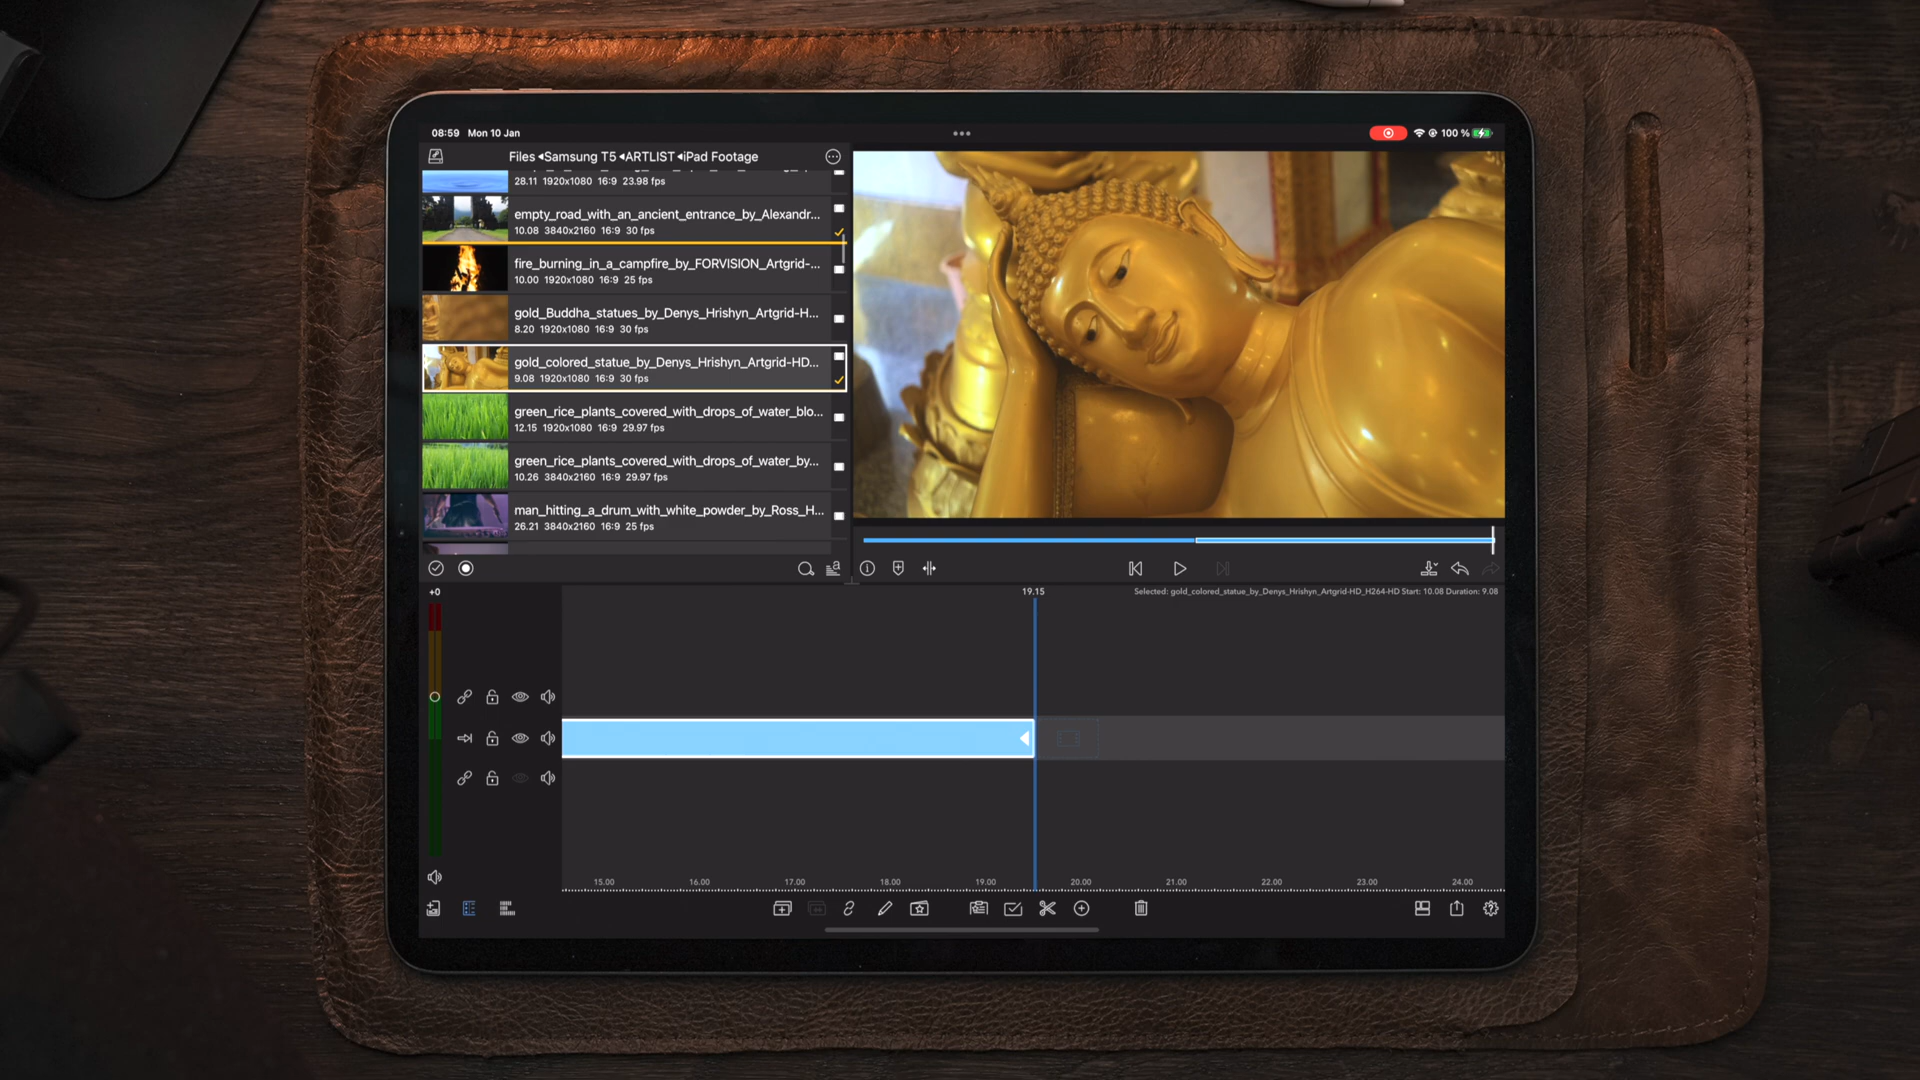 08:59 Mon 10 Jan
100 %
Files ◂Samsung T5 ◂ARTLIST ◂iPad Footage
28.11 1920x1080 16:9 23.98 fps
empty_road_with_an_ancient_entrance_by_Alexandr...
10.08 3840x2160 16:9 30 fps
fire_burning_in_a_campfire_by_FORVISION_Artgrid-...
10.00 1920x1080 16:9 25 fps
gold_Buddha_statues_by_Denys_Hrishyn_Artgrid-H...
8.20 1920x1080 16:9 30 fps
gold_colored_statue_by_Denys_Hrishyn_Artgrid-HD...
9.08 1920x1080 16:9 30 fps
green_rice_plants_covered_with_drops_of_water_blo...
12.15 1920x1080 16:9 29.97 fps
green_rice_plants_covered_with_drops_of_water_by...
10.26 3840x2160 16:9 29.97 fps
man_hitting_a_drum_with_white_powder_by_Ross_H...
26.21 3840x2160 16:9 25 fps
+0
19.15
Selected: gold_colored_statue_by_Denys_Hrishyn_Artgrid-HD_H264-HD Start: 10.08 Duration: 9.08
15.00 16.00 17.00 18.00 19.00 20.00 21.00 22.00 23.00 24.00